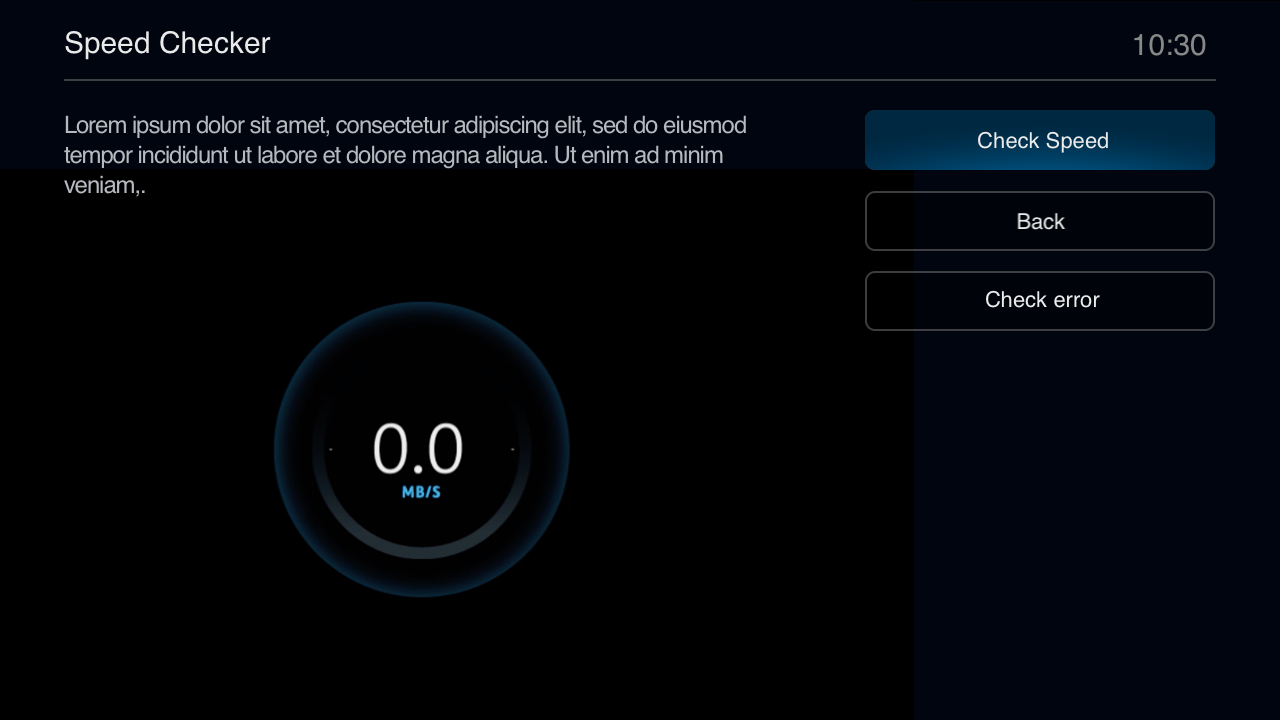 Speed Checker
10:30
Lorem ipsum dolor sit amet, consectetur adipiscing elit, sed do eiusmod
tempor incididunt ut labore et dolore magna aliqua. Ut enim ad minim
veniam,.
Check Speed
Back
Check error
0.0
MB/S